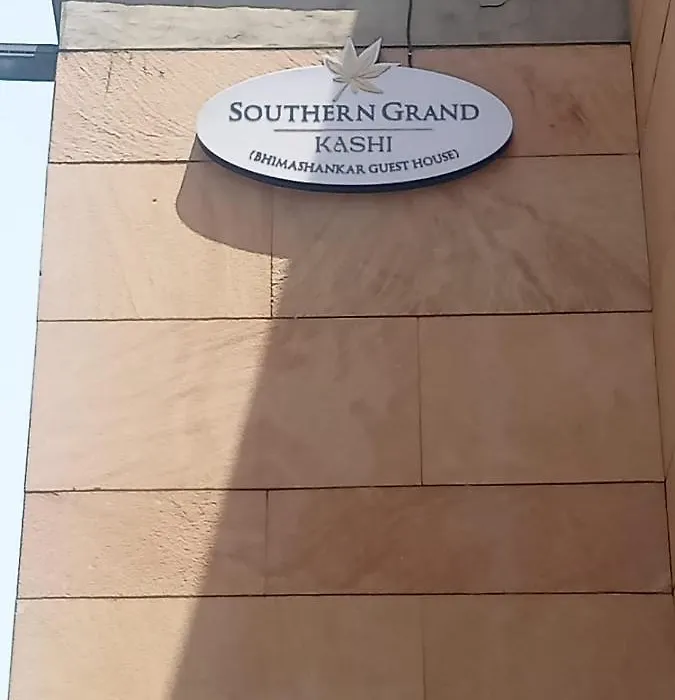 SOUTHERN GRAND
KASHI
(BHIMASHANKAR GUEST HOUSE)